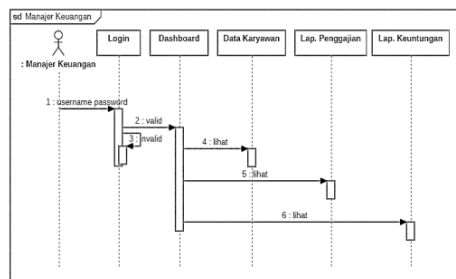 sd Manajer Keuangan
Login
Dashboard
Data Karyawan
Lap. Penggajian
Lap. Keuntungan
: Manajer Keuangan
1 : username password
2 : valid
3 : invalid
4 : lihat
5 : lihat
6 : lihat